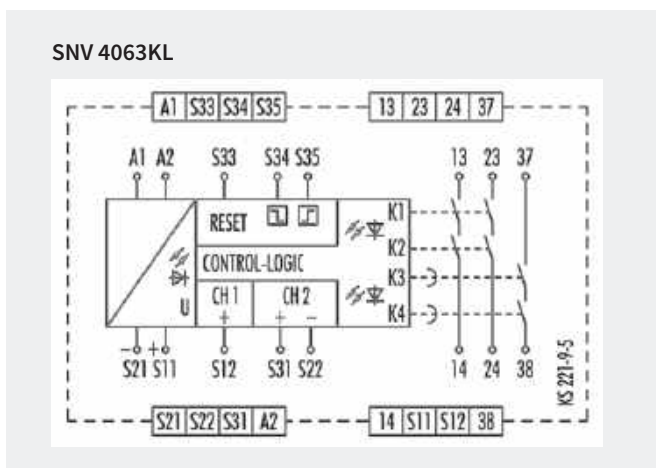 SNV 4063KL
A1 S33 S34 S35 13 23 24 37
A1 A2 S33 S34 S35 13 23 37
RESET K1
K2
CONTROL-LOGIC K3
U CH 1 CH 2 K4
+ + −
− +
S21 S11 S12 S31 S22 14 24 38
KS 221-9-5
S21 S22 S31 A2 14 S11 S12 38